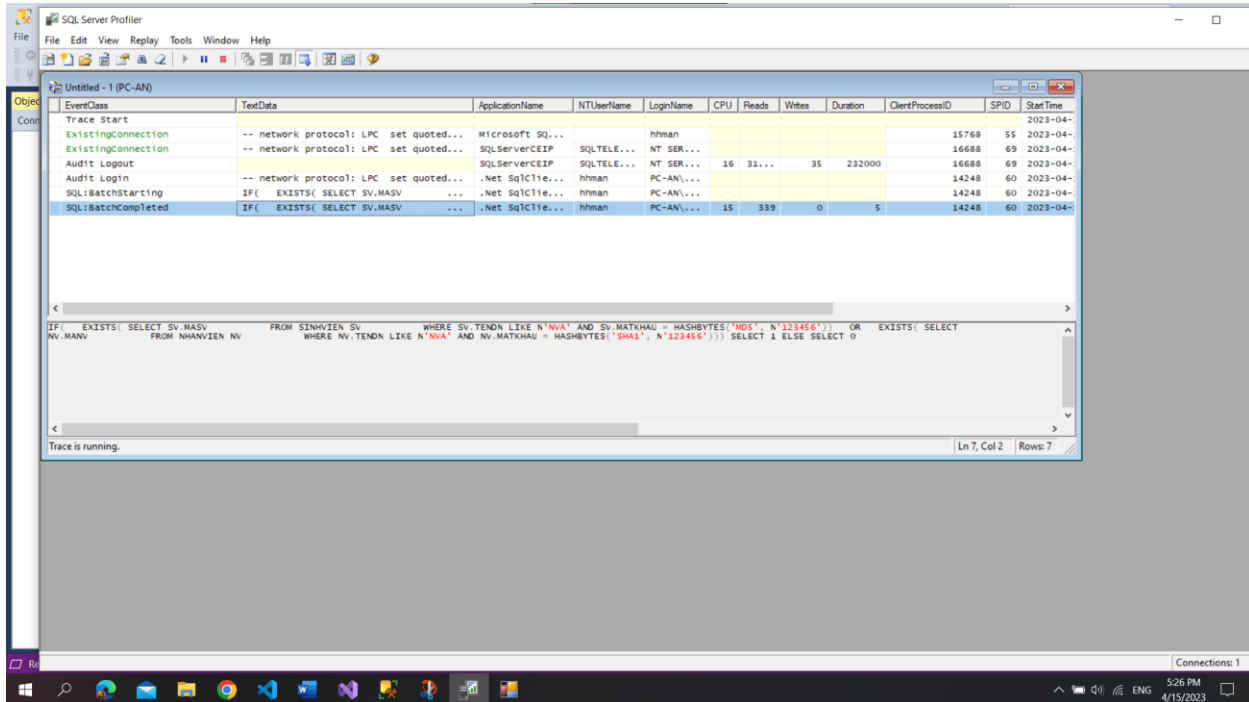 SQL Server Profiler
File
File Edit View Replay Tools Window Help
Untitled - 1 (PC-AN)
Objec
Conn
EventClass TextData ApplicationName NTUserName LoginName CPU Reads Writes Duration ClientProcessID SPID StartTime
Trace Start 2023-04-
ExistingConnection -- network protocol: LPC set quoted... Microsoft SQ... hhman 15768 55 2023-04-
ExistingConnection -- network protocol: LPC set quoted... SQLServerCEIP SQLTELE... NT SER... 16688 69 2023-04-
Audit Logout SQLServerCEIP SQLTELE... NT SER... 16 31... 35 232000 16688 69 2023-04-
Audit Login -- network protocol: LPC set quoted... .Net SqlClie... hhman PC-AN\... 14248 60 2023-04-
SQL:BatchStarting IF( EXISTS( SELECT SV.MASV ... .Net SqlClie... hhman PC-AN\... 14248 60 2023-04-
SQL:BatchCompleted IF( EXISTS( SELECT SV.MASV ... .Net SqlClie... hhman PC-AN\... 15 339 0 5 14248 60 2023-04-
IF( EXISTS( SELECT SV.MASV FROM SINHVIEN SV WHERE SV.TENDN LIKE N'NVA' AND SV.MATKHAU = HASHBYTES('MD5', N'123456')) OR EXISTS( SELECT
NV.MANV FROM NHANVIEN NV WHERE NV.TENDN LIKE N'NVA' AND NV.MATKHAU = HASHBYTES('SHA1', N'123456'))) SELECT 1 ELSE SELECT 0
Trace is running. Ln 7, Col 2 Rows: 7
Re
Connections: 1
ENG
5:26 PM
4/15/2023